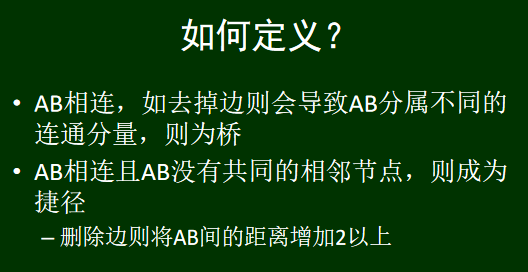 如何定义？
• AB相连，如去掉边则会导致AB分属不同的
连通分量，则为桥
• AB相连且AB没有共同的相邻节点，则成为
捷径
– 删除边则将AB间的距离增加2以上